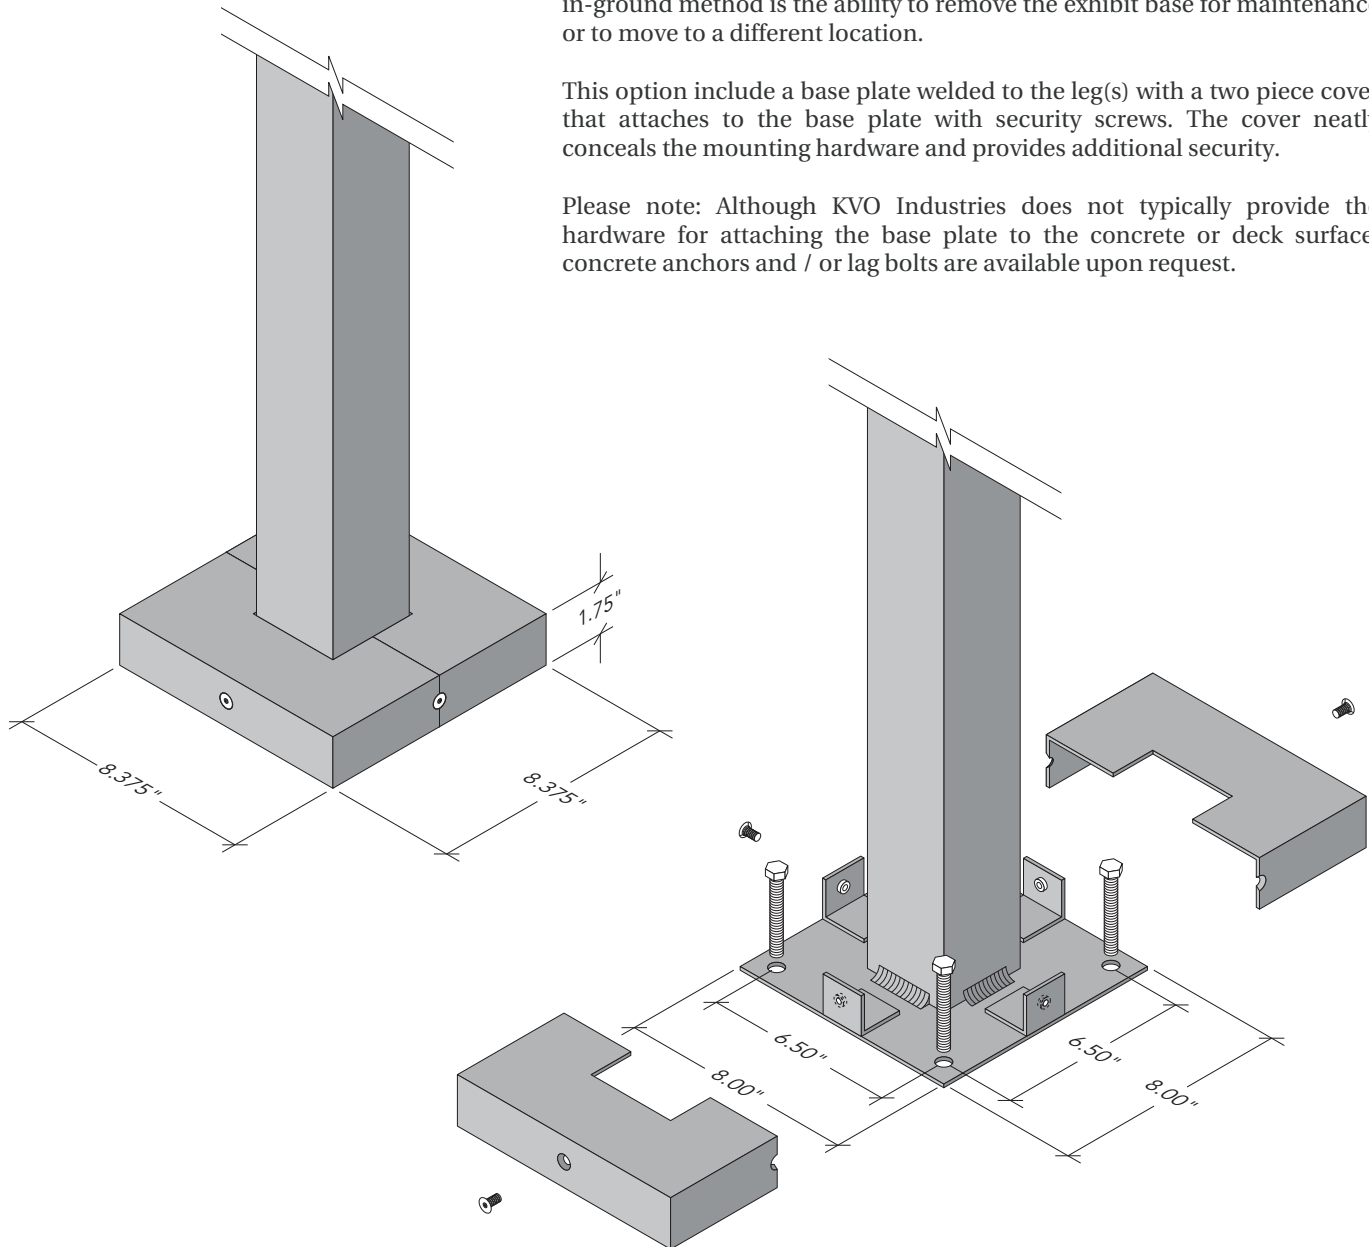 in-ground method is the ability to remove the exhibit base for maintenance
or to move to a different location.
This option include a base plate welded to the leg(s) with a two piece cove
that attaches to the base plate with security screws. The cover neatl
conceals the mounting hardware and provides additional security.
Please note: Although KVO Industries does not typically provide th
hardware for attaching the base plate to the concrete or deck surface
concrete anchors and / or lag bolts are available upon request.
1.75"
8.375"
8.375"
6.50"
6.50"
8.00"
8.00"